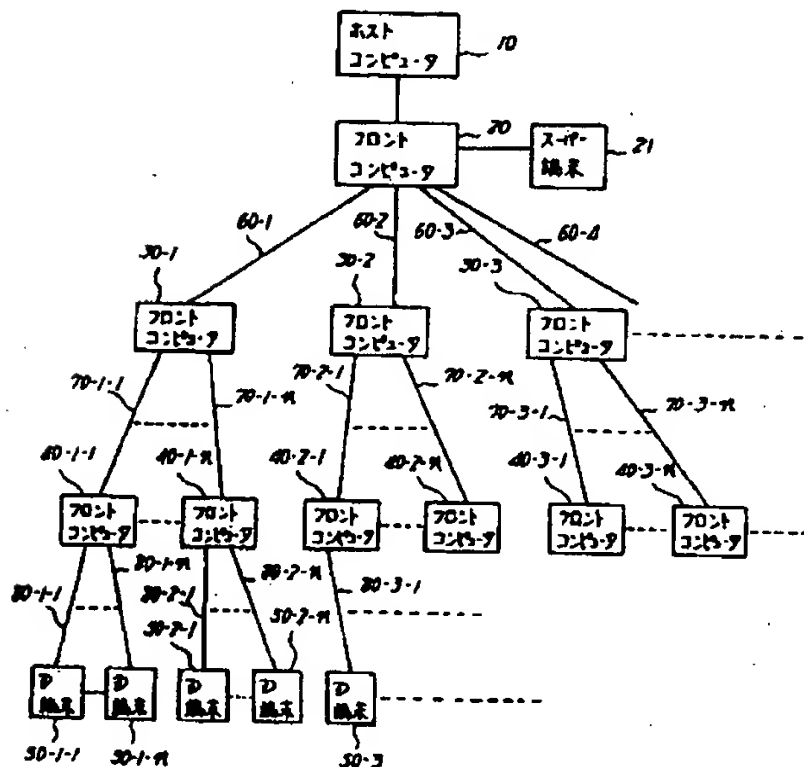 ホスト
コンピュータ
10
フロント
コンピュータ
20
スーパー
端末
21
60-1
60-2
60-3
60-4
30-1
30-2
30-3
フロント
コンピュータ
フロント
コンピュータ
フロント
コンピュータ
70-1-1
70-1-n
70-2-1
70-2-n
70-3-1
70-3-n
40-1-1
40-1-n
40-2-1
40-2-n
40-3-1
40-3-n
フロント
コンピュータ
フロント
コンピュータ
フロント
コンピュータ
フロント
コンピュータ
フロント
コンピュータ
フロント
コンピュータ
80-1-1
80-1-n
80-2-1
80-2-n
80-3-1
50-2-1
50-2-n
端末
端末
端末
端末
端末
50-1-1
50-1-n
50-3